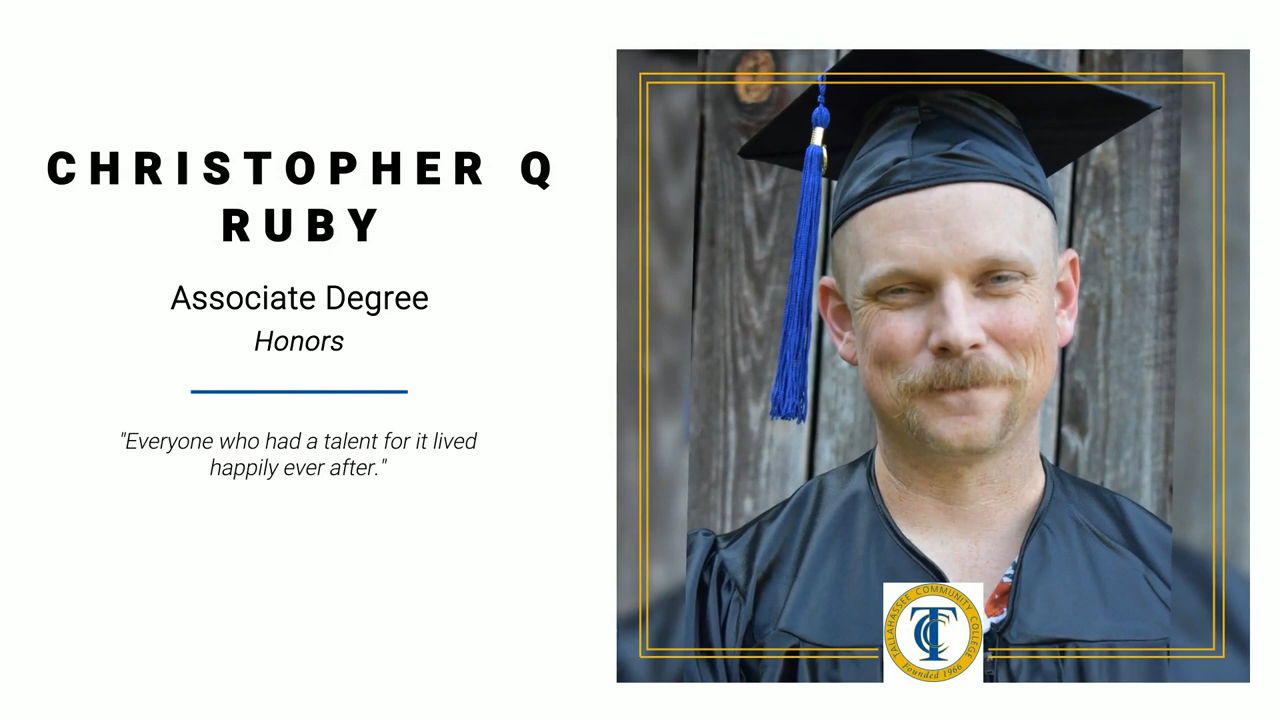 CHRISTOPHER Q
RUBY
Associate Degree
Honors
"Everyone who had a talent for it lived
happily ever after."
TALLAHASSEE COMMUNITY COLLEGE
TCC
Founded 1966